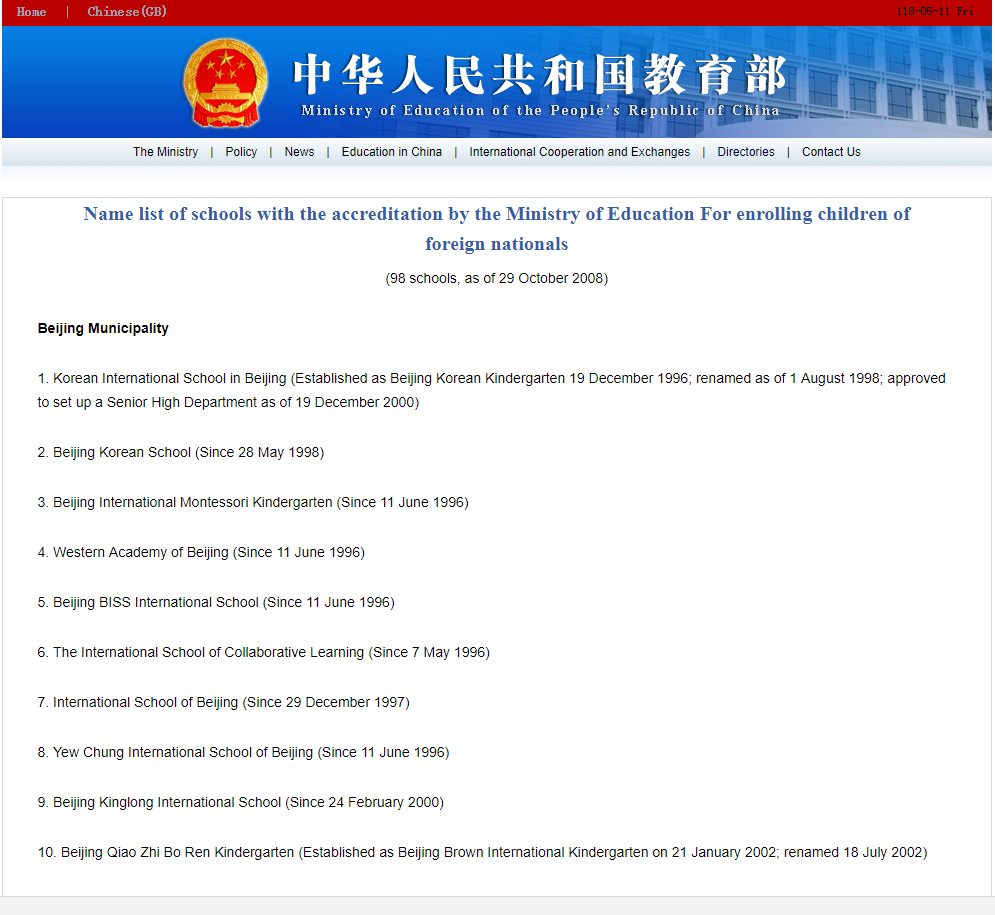 Home | Chinese(GB) 118-05-11 Fri.
中华人民共和国教育部
Ministry of Education of the People's Republic of China
The Ministry | Policy | News | Education in China | International Cooperation and Exchanges | Directories | Contact Us
Name list of schools with the accreditation by the Ministry of Education For enrolling children of
foreign nationals
(98 schools, as of 29 October 2008)
Beijing Municipality
1. Korean International School in Beijing (Established as Beijing Korean Kindergarten 19 December 1996; renamed as of 1 August 1998; approved
to set up a Senior High Department as of 19 December 2000)
2. Beijing Korean School (Since 28 May 1998)
3. Beijing International Montessori Kindergarten (Since 11 June 1996)
4. Western Academy of Beijing (Since 11 June 1996)
5. Beijing BISS International School (Since 11 June 1996)
6. The International School of Collaborative Learning (Since 7 May 1996)
7. International School of Beijing (Since 29 December 1997)
8. Yew Chung International School of Beijing (Since 11 June 1996)
9. Beijing Kinglong International School (Since 24 February 2000)
10. Beijing Qiao Zhi Bo Ren Kindergarten (Established as Beijing Brown International Kindergarten on 21 January 2002; renamed 18 July 2002)